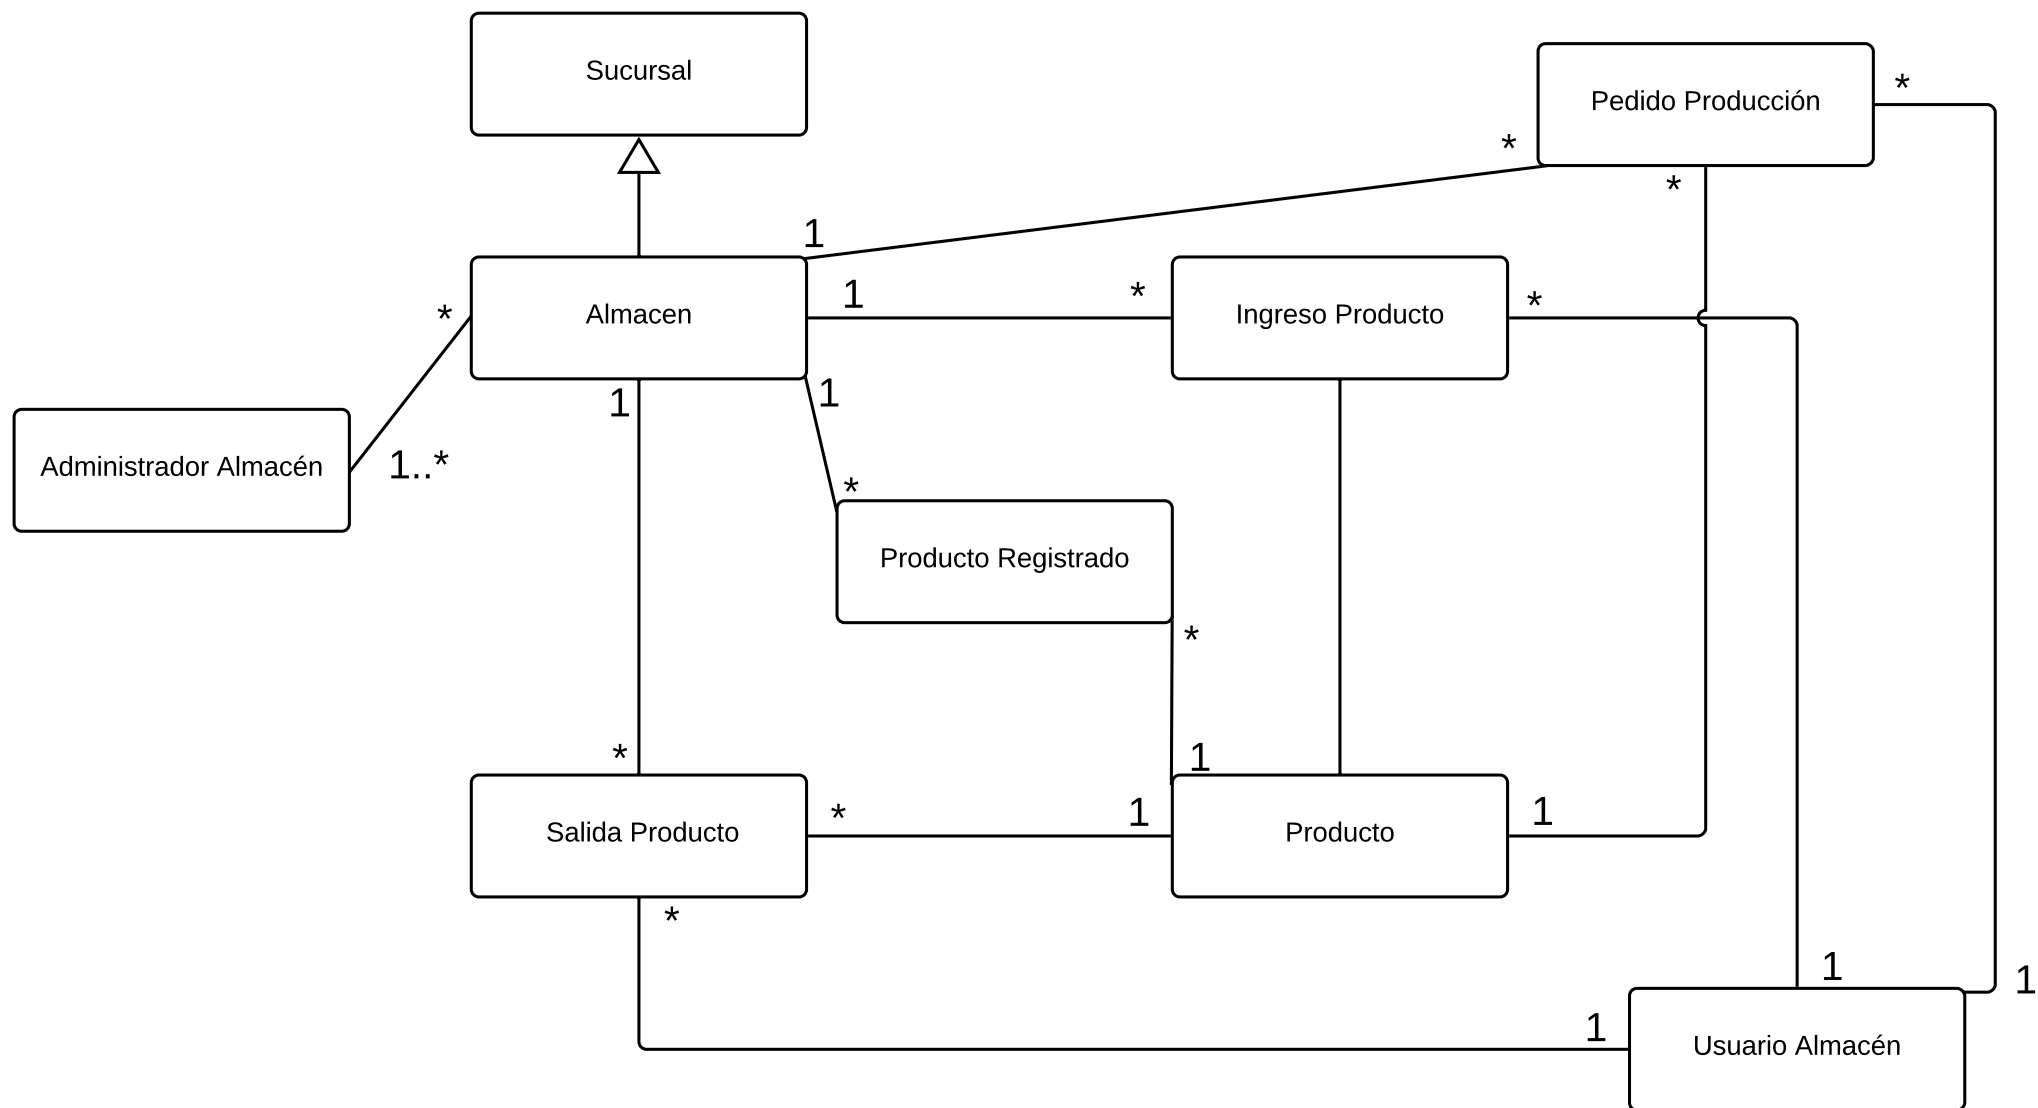 Sucursal
Pedido Producción
*
*
*
1
Almacen
1
*
Ingreso Producto
*
*
1
1
Administrador Almacén
1..*
*
Producto Registrado
*
*
1
Salida Producto
*
1
Producto
1
*
1
1
1
Usuario Almacén